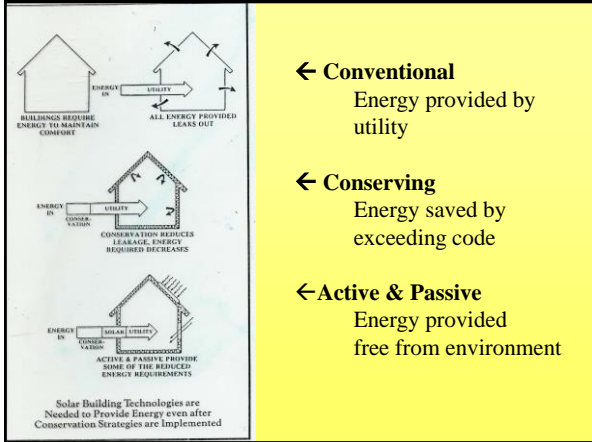 ENERGY
IN
UTILITY
BUILDINGS REQUIRE
ENERGY TO MAINTAIN
COMFORT
ALL ENERGY PROVIDED
LEAKS OUT
ENERGY
IN
CONSER-
VATION
UTILITY
CONSERVATION REDUCES
LEAKAGE, ENERGY
REQUIRED DECREASES
ENERGY
IN
CONSER-
VATION
SOLAR
UTILITY
ACTIVE & PASSIVE PROVIDE
SOME OF THE REDUCED
ENERGY REQUIREMENTS
Solar Building Technologies are
Needed to Provide Energy even after
Conservation Strategies are Implemented
← Conventional
Energy provided by
utility
← Conserving
Energy saved by
exceeding code
←Active & Passive
Energy provided
free from environment